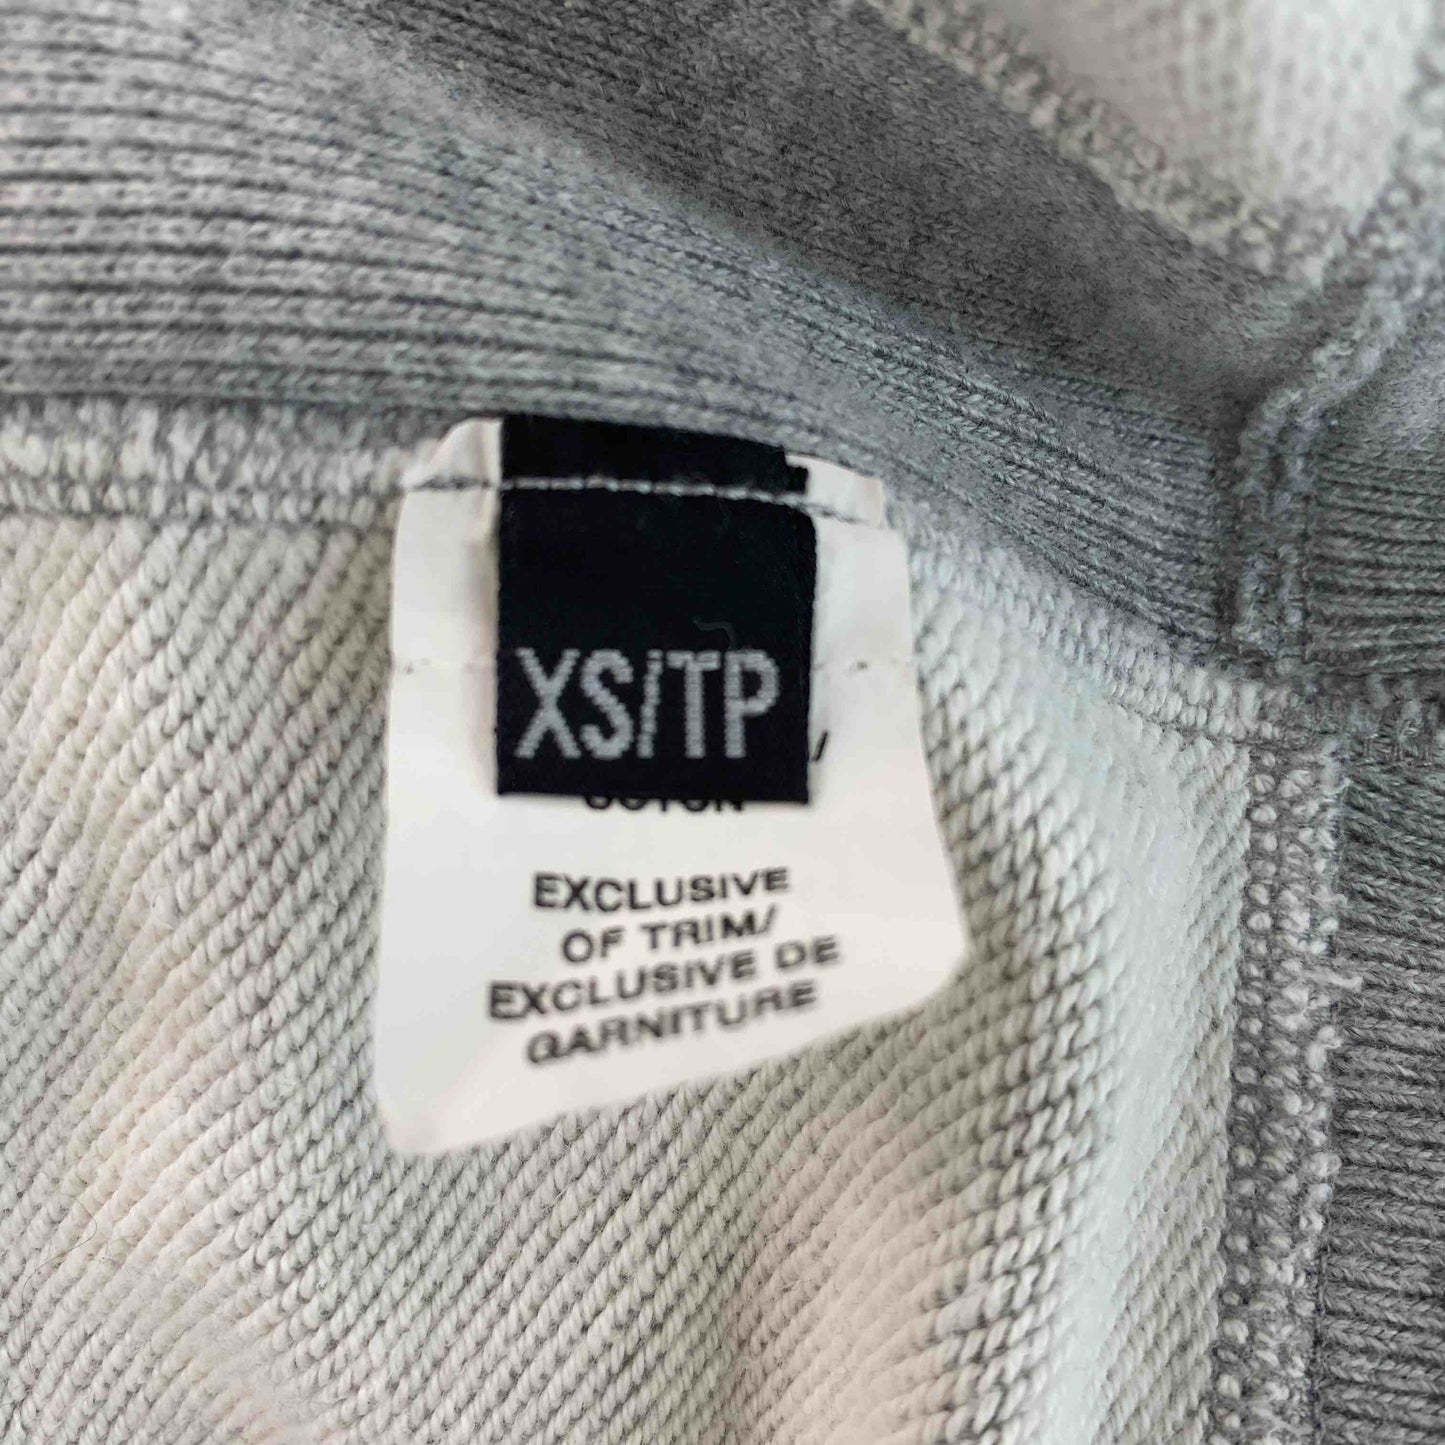 XS/TP
EXCLUSIVE
OF TRIM/
EXCLUSIVE DE
GARNITURE